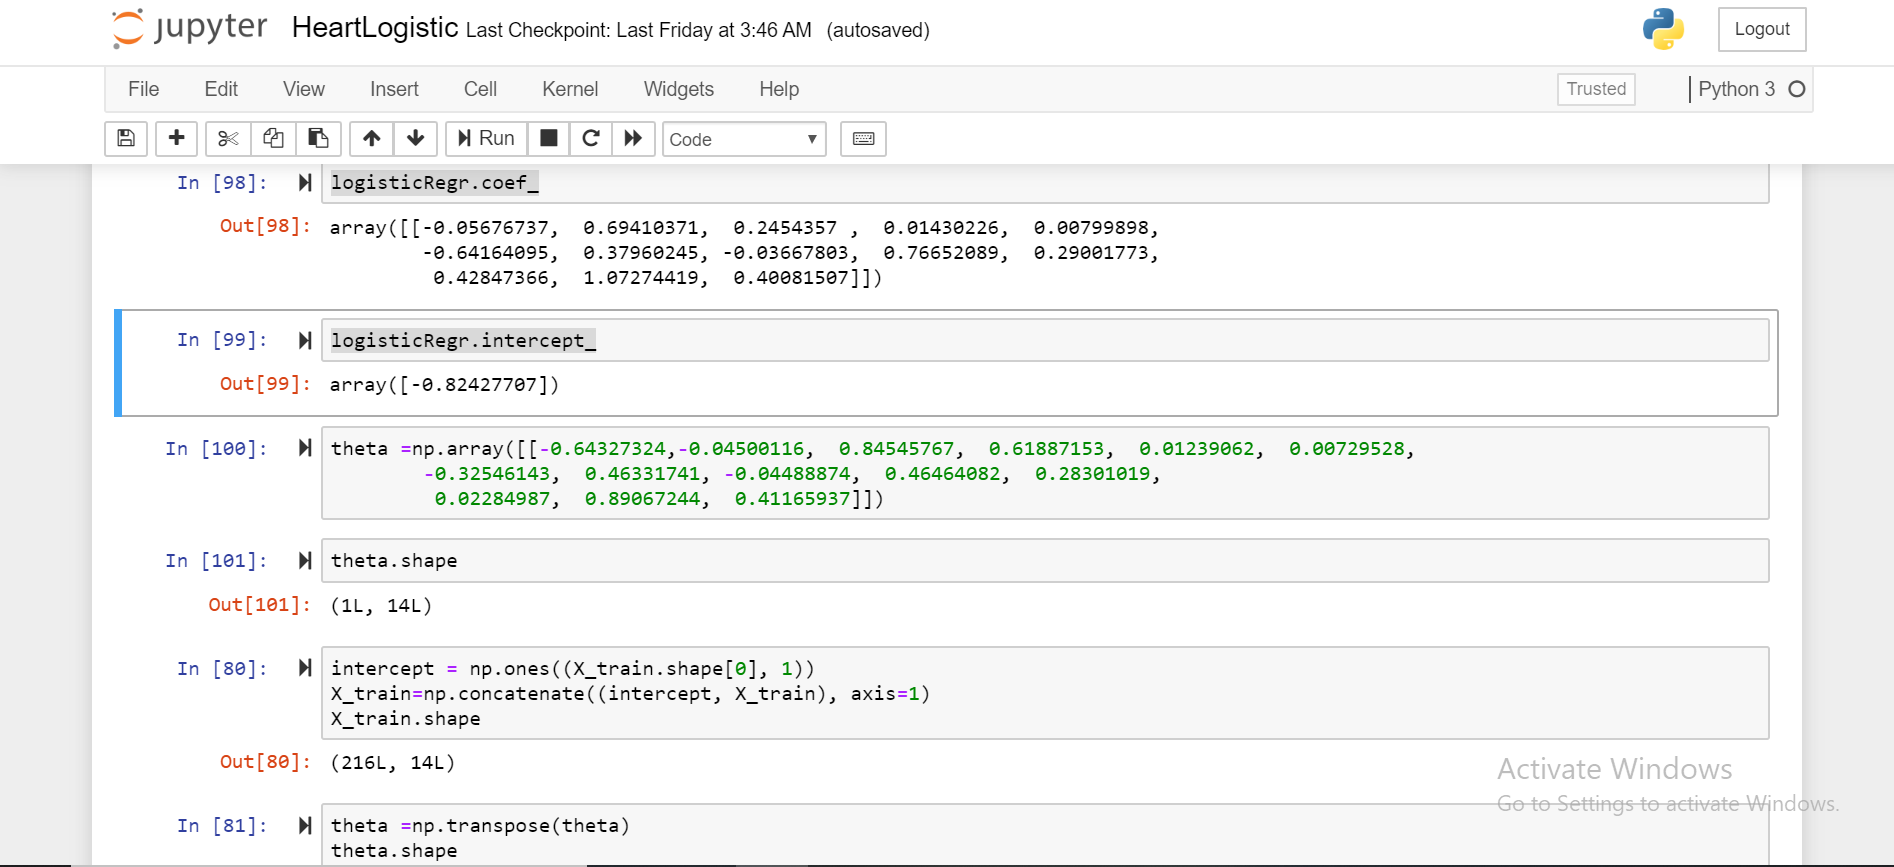 jupyter HeartLogistic Last Checkpoint: Last Friday at 3:46 AM (autosaved) Logout
File Edit View Insert Cell Kernel Widgets Help Trusted Python 3
Run Code
In [98]: logisticRegr.coef_
Out[98]: array([[-0.05676737, 0.69410371, 0.2454357 , 0.01430226, 0.00799898,
-0.64164095, 0.37960245, -0.03667803, 0.76652089, 0.29001773,
0.42847366, 1.07274419, 0.40081507]])
In [99]: logisticRegr.intercept_
Out[99]: array([-0.82427707])
In [100]: theta =np.array([[-0.64327324,-0.04500116, 0.84545767, 0.61887153, 0.01239062, 0.00729528,
-0.32546143, 0.46331741, -0.04488874, 0.46464082, 0.28301019,
0.02284987, 0.89067244, 0.41165937]])
In [101]: theta.shape
Out[101]: (1L, 14L)
In [80]: intercept = np.ones((X_train.shape[0], 1))
X_train=np.concatenate((intercept, X_train), axis=1)
X_train.shape
Out[80]: (216L, 14L)
Activate Windows
Go to Settings to activate Windows.
In [81]: theta =np.transpose(theta)
theta.shape